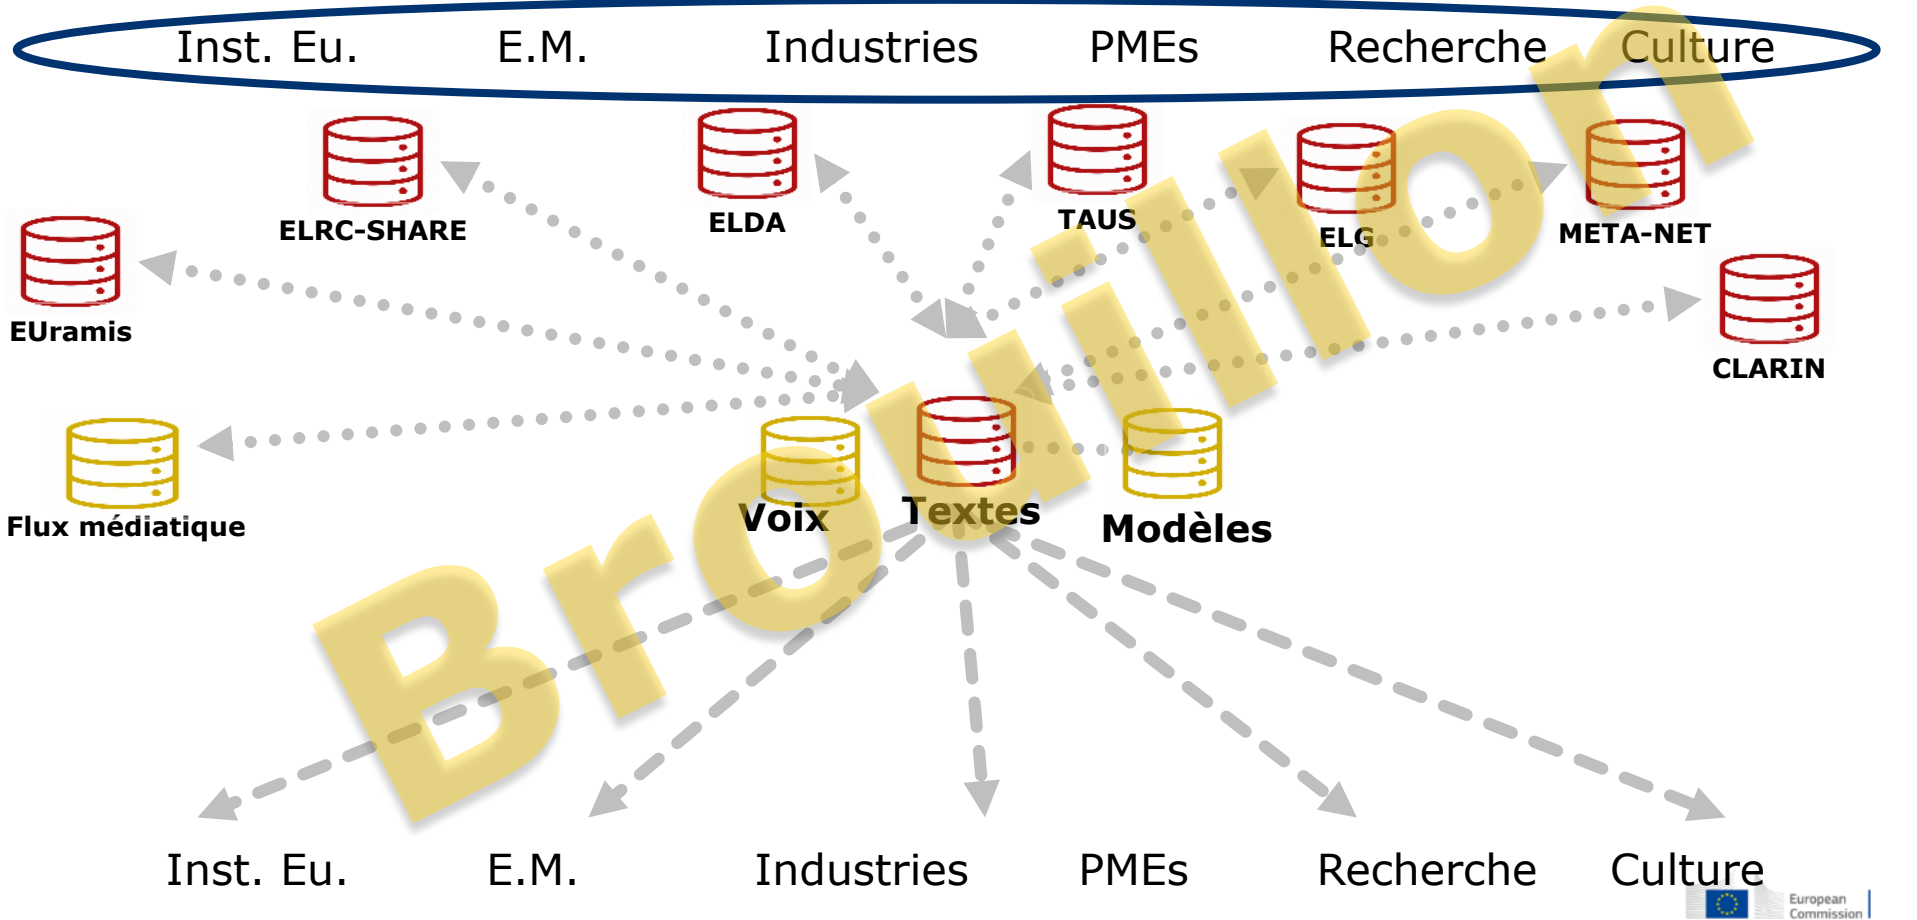 Inst. Eu. E.M. Industries PMEs Recherche Culture
ELRC-SHARE
ELDA
TAUS
ELG
META-NET
EUramis
CLARIN
Flux médiatique
Voix
Textes
Modèles
Brouillon
Inst. Eu. E.M. Industries PMEs Recherche Culture
European
Commission